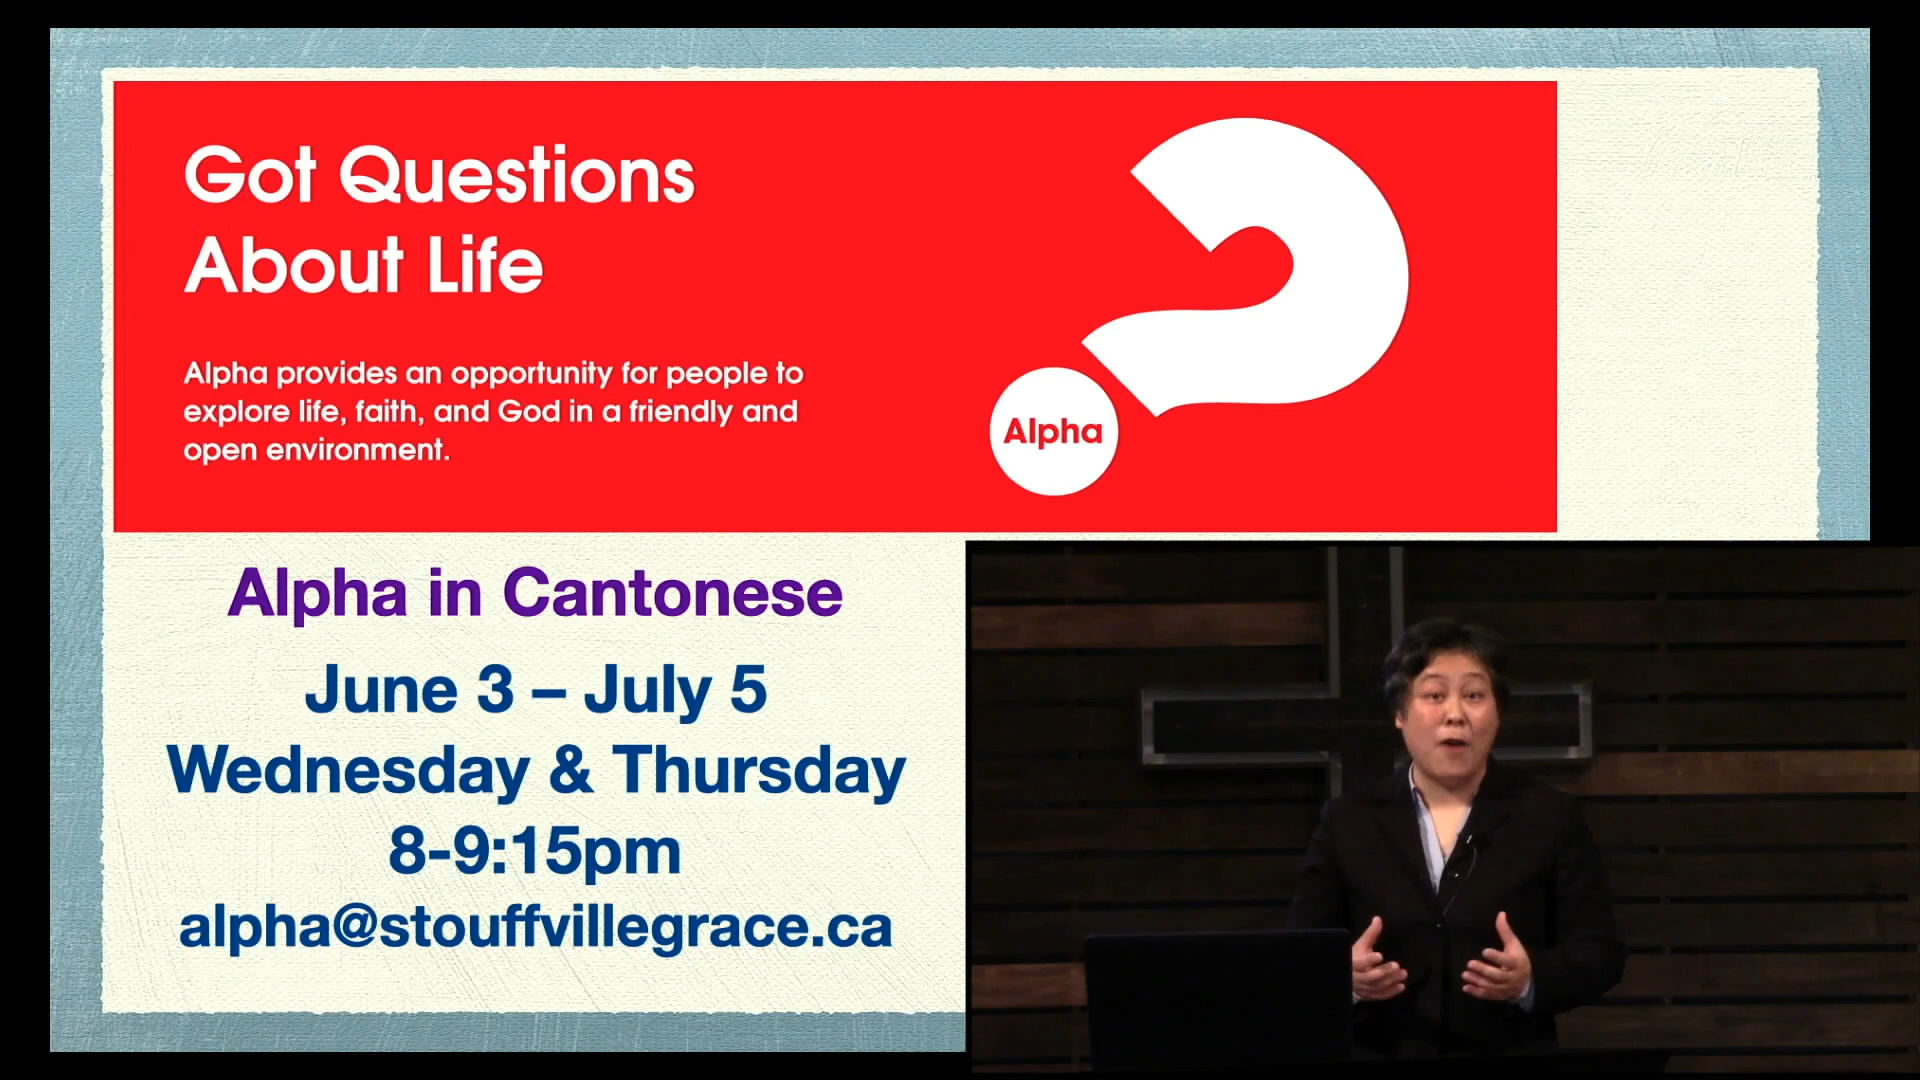 Got Questions
About Life
Alpha provides an opportunity for people to
explore life, faith, and God in a friendly and
open environment.
Alpha
Alpha in Cantonese
June 3 – July 5
Wednesday & Thursday
8-9:15pm
alpha@stouffvillegrace.ca